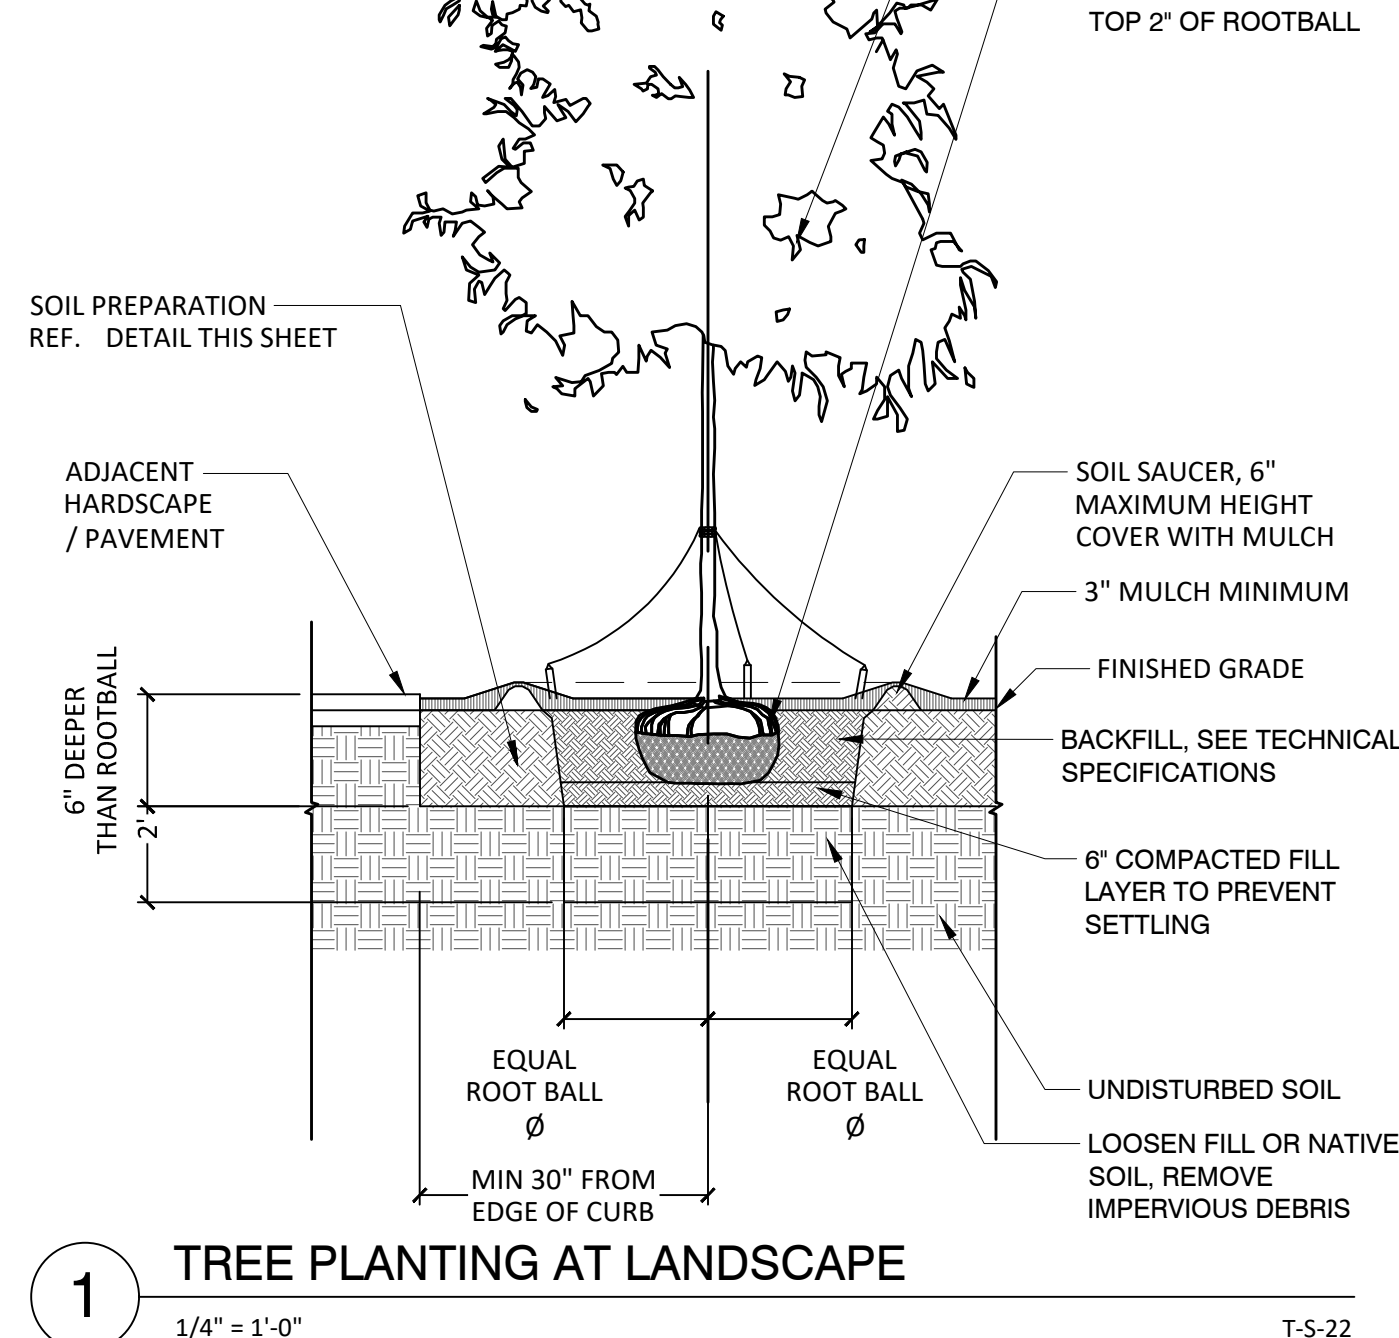 TOP 2" OF ROOTBALL
SOIL PREPARATION
REF. DETAIL THIS SHEET
ADJACENT
HARDSCAPE
/ PAVEMENT
SOIL SAUCER, 6"
MAXIMUM HEIGHT
COVER WITH MULCH
3" MULCH MINIMUM
FINISHED GRADE
6" DEEPER
THAN ROOTBALL
2'
BACKFILL, SEE TECHNICAL
SPECIFICATIONS
6" COMPACTED FILL
LAYER TO PREVENT
SETTLING
EQUAL
ROOT BALL
Ø
EQUAL
ROOT BALL
Ø
UNDISTURBED SOIL
LOOSEN FILL OR NATIVE
SOIL, REMOVE
IMPERVIOUS DEBRIS
MIN 30" FROM
EDGE OF CURB
1
TREE PLANTING AT LANDSCAPE
1/4" = 1'-0"
T-S-22